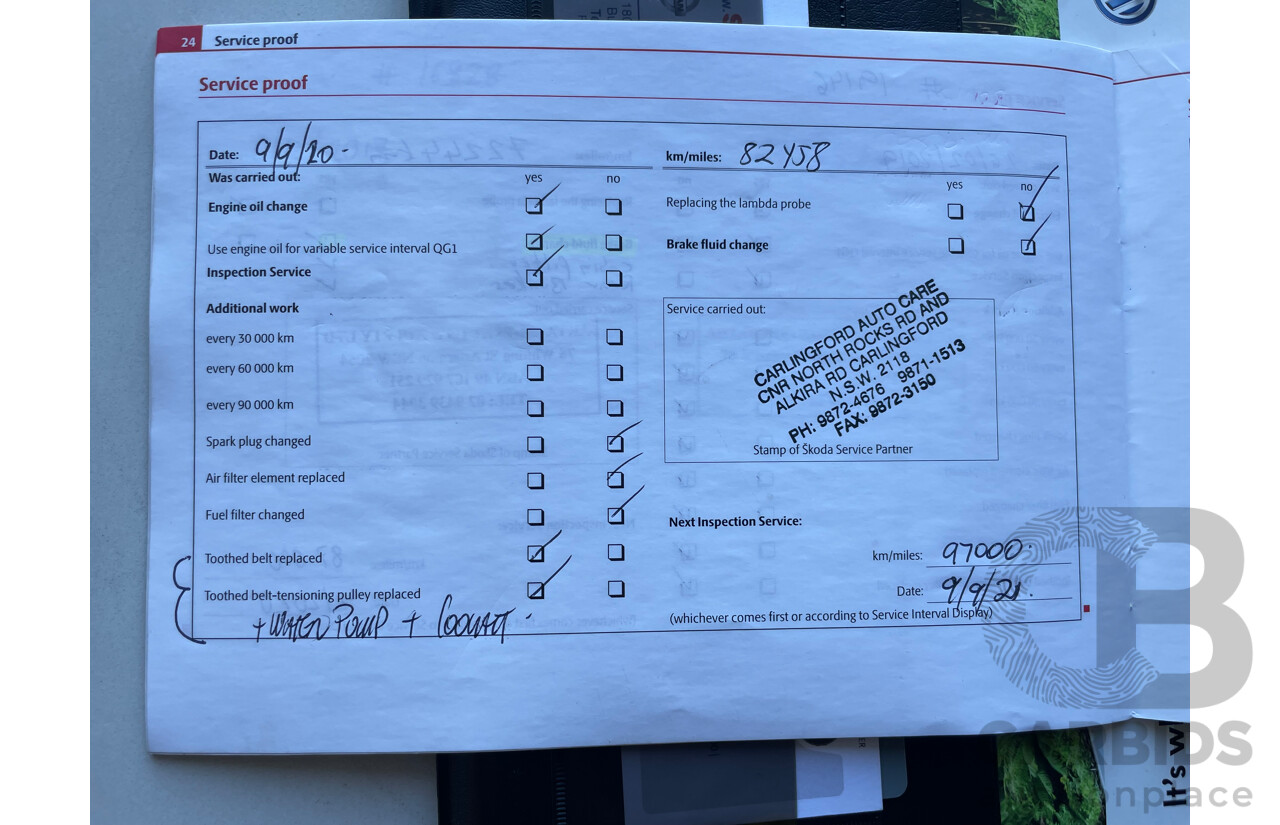 24 Service proof
Service proof
Date: 9/9/20.
km/miles: 82458
Was carried out:
yes no
yes no
Engine oil change
Replacing the lambda probe
Use engine oil for variable service interval QG1
Brake fluid change
Inspection Service
Additional work
Service carried out:
every 30 000 km
every 60 000 km
every 90 000 km
CARLINGFORD AUTO CARE
CNR NORTH ROCKS RD AND
ALKIRA RD CARLINGFORD
N.S.W. 2118
PH: 9872-4676 9871-1513
FAX: 9872-3150
Stamp of Škoda Service Partner
Spark plug changed
Air filter element replaced
Fuel filter changed
Next Inspection Service:
Toothed belt replaced
km/miles: 97000.
Toothed belt-tensioning pulley replaced
Date: 9/9/21.
+ WATER PUMP + COOLANT.
(whichever comes first or according to Service Interval Display)
CARBIDS
It's w